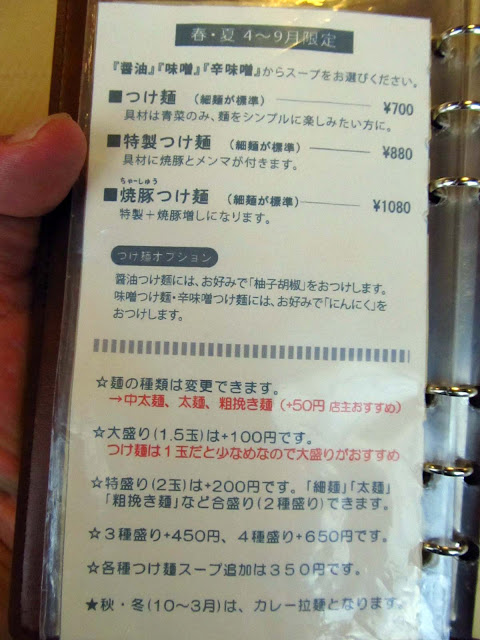 春・夏 4〜9月限定
『醤油』『味噌』『辛味噌』からスープをお選びください。
■つけ麺 （細麺が標準） ¥700
具材は青菜のみ、麺をシンプルに楽しみたい方に。
■特製つけ麺 （細麺が標準） ¥880
具材に焼豚とメンマが付きます。
ちゃーしゅう
■焼豚つけ麺 （細麺が標準） ¥1080
特製＋焼豚増しになります。
つけ麺オプション
醤油つけ麺には、お好みで「柚子胡椒」をおつけします。
味噌つけ麺・辛味噌つけ麺には、お好みで「にんにく」を
おつけします。
☆麺の種類は変更できます。
→中太麺、太麺、粗挽き麺（+50円 店主おすすめ）
☆大盛り(1.5玉)は+100円です。
つけ麺は１玉だと少なめなので大盛りがおすすめ
☆特盛り(2玉)は+200円です。「細麺」「太麺」
「粗挽き麺」など合盛り(２種盛り)できます。
☆３種盛り+450円、４種盛り+650円です。
☆各種つけ麺スープ追加は３５０円です。
★秋・冬(10〜3月)は、カレー拉麺となります。